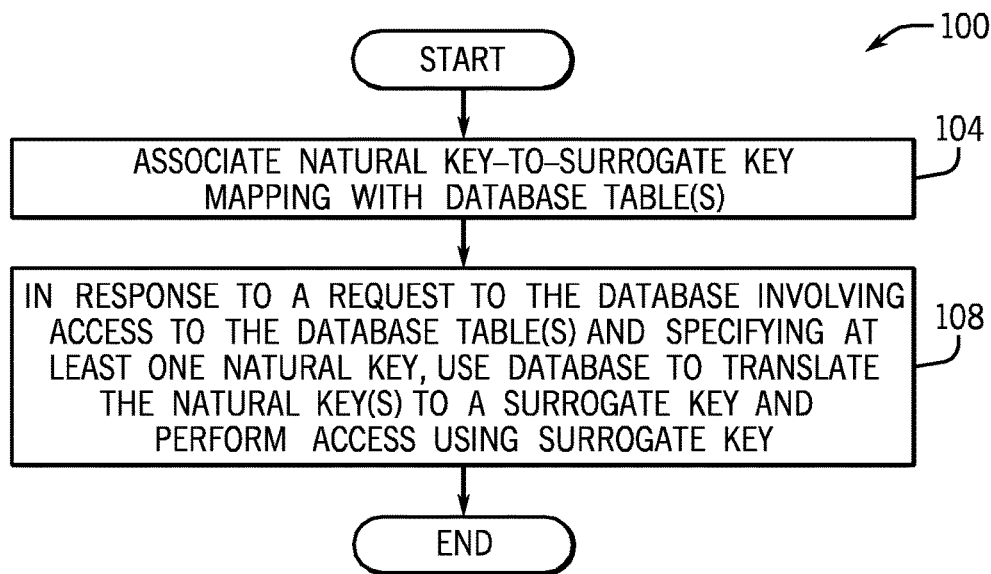 100
START
104
ASSOCIATE NATURAL KEY–TO–SURROGATE KEY
MAPPING WITH DATABASE TABLE(S)
IN RESPONSE TO A REQUEST TO THE DATABASE INVOLVING
ACCESS TO THE DATABASE TABLE(S) AND SPECIFYING AT
LEAST ONE NATURAL KEY, USE DATABASE TO TRANSLATE
THE NATURAL KEY(S) TO A SURROGATE KEY AND
PERFORM ACCESS USING SURROGATE KEY
108
END